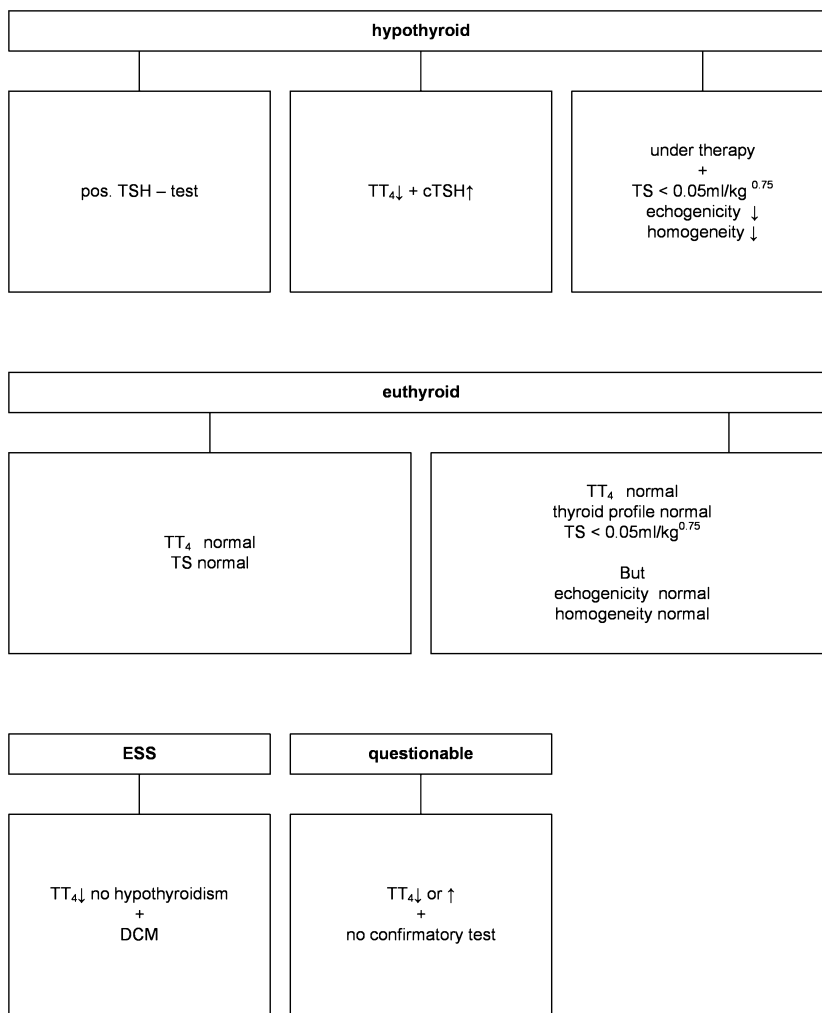 hypothyroid
pos. TSH – test
TT₄↓ + cTSH↑
under therapy
+
TS < 0.05ml/kg ⁰·⁷⁵
echogenicity ↓
homogeneity ↓
euthyroid
TT₄ normal
TS normal
TT₄ normal
thyroid profile normal
TS < 0.05ml/kg⁰·⁷⁵
But
echogenicity normal
homogeneity normal
ESS
TT₄↓ no hypothyroidism
+
DCM
questionable
TT₄↓ or ↑
+
no confirmatory test